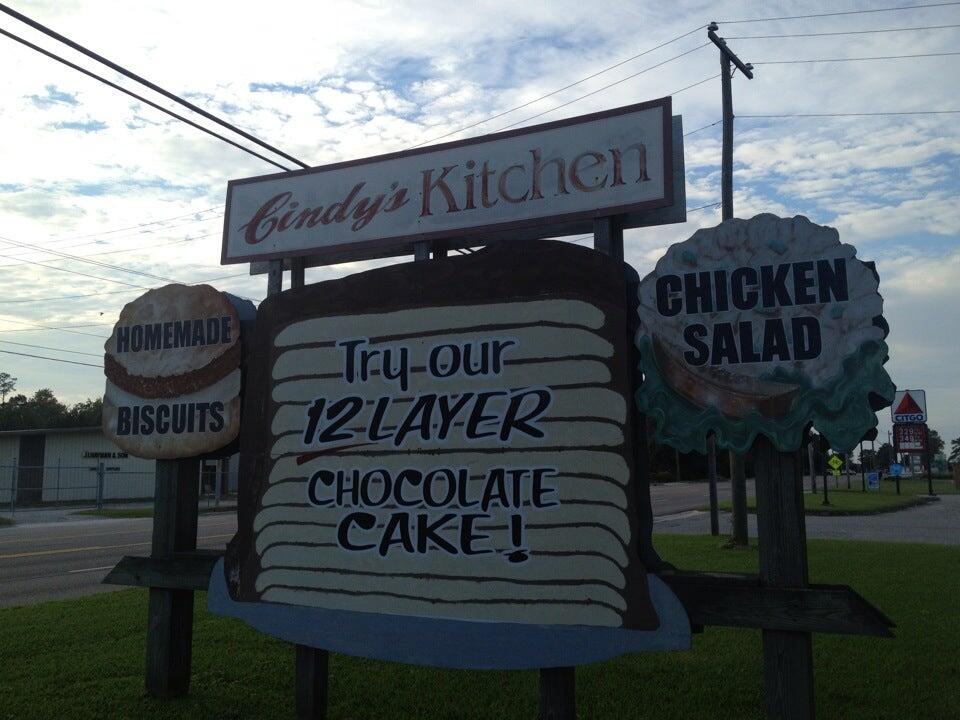 Cindy's Kitchen
HOMEMADE
BISCUITS
Try our
12 LAYER
CHOCOLATE
CAKE!
CHICKEN
SALAD
CITGO